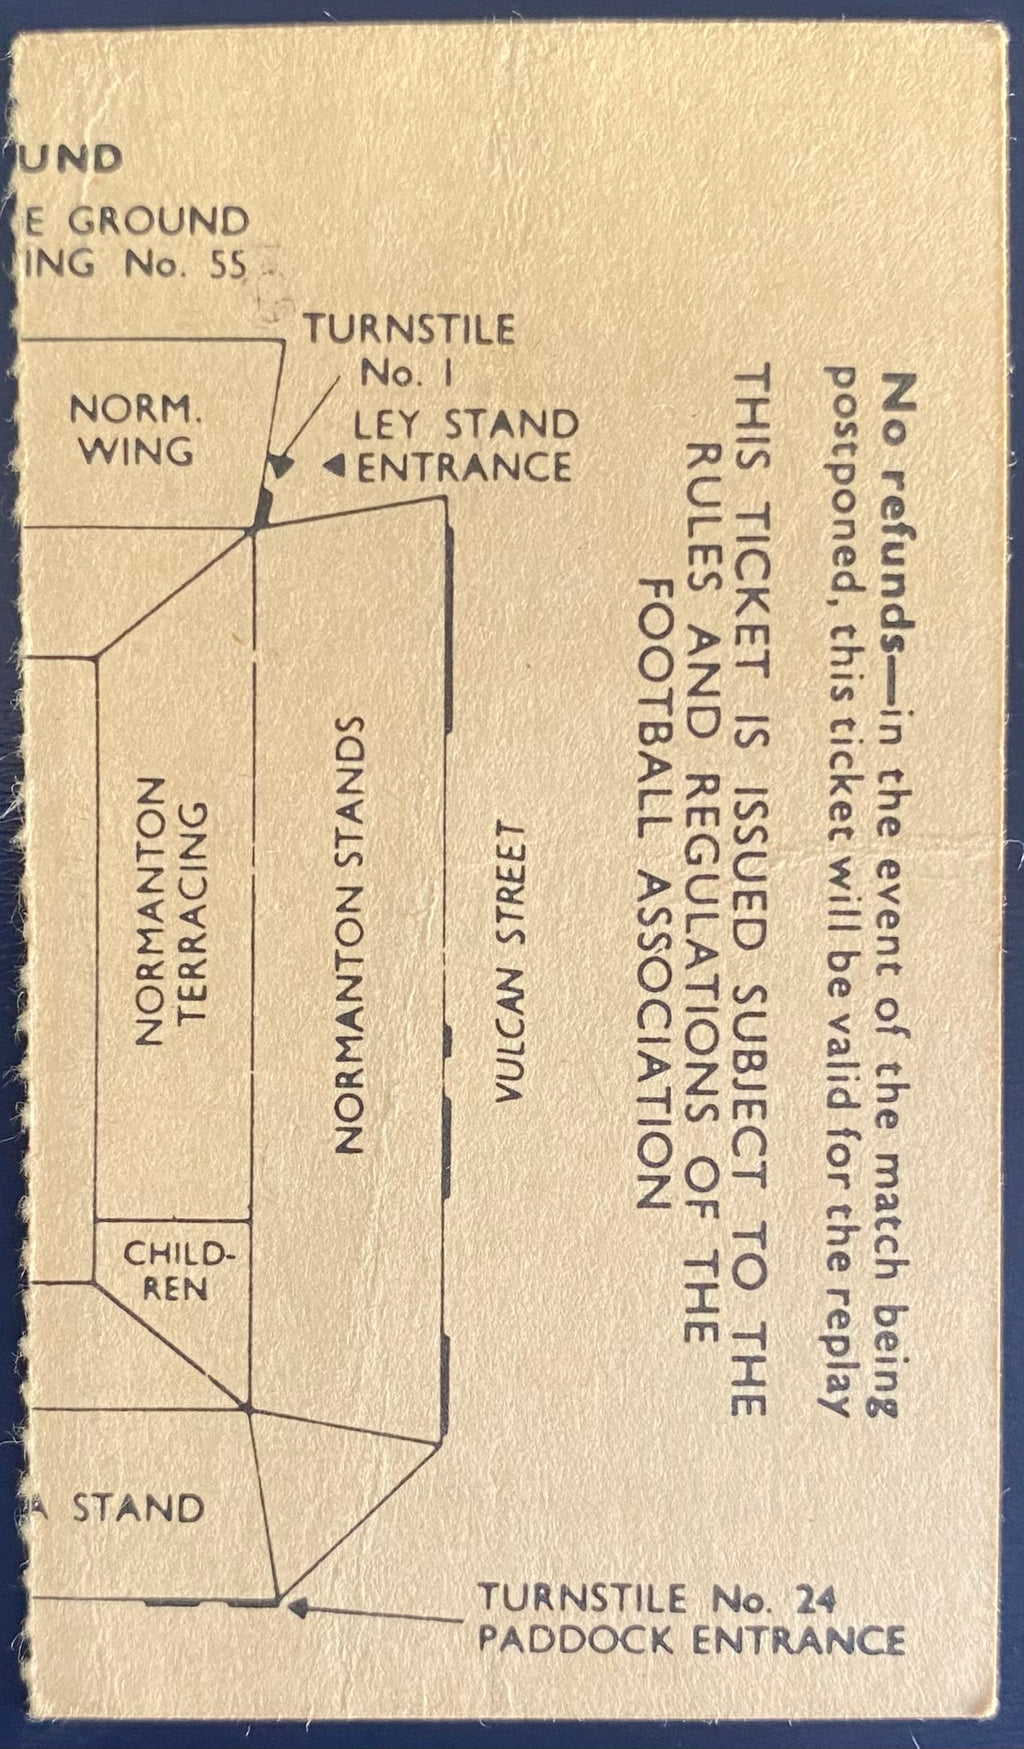 UND
E GROUND
ING No. 55
TURNSTILE
No. 1
LEY STAND
ENTRANCE
NORM.
WING
NORMANTON
TERRACING
NORMANTON STANDS
VULCAN STREET
CHILD-
REN
A STAND
TURNSTILE No. 24
PADDOCK ENTRANCE
No refunds—in the event of the match being
postponed, this ticket will be valid for the replay
THIS TICKET IS ISSUED SUBJECT TO THE
RULES AND REGULATIONS OF THE
FOOTBALL ASSOCIATION